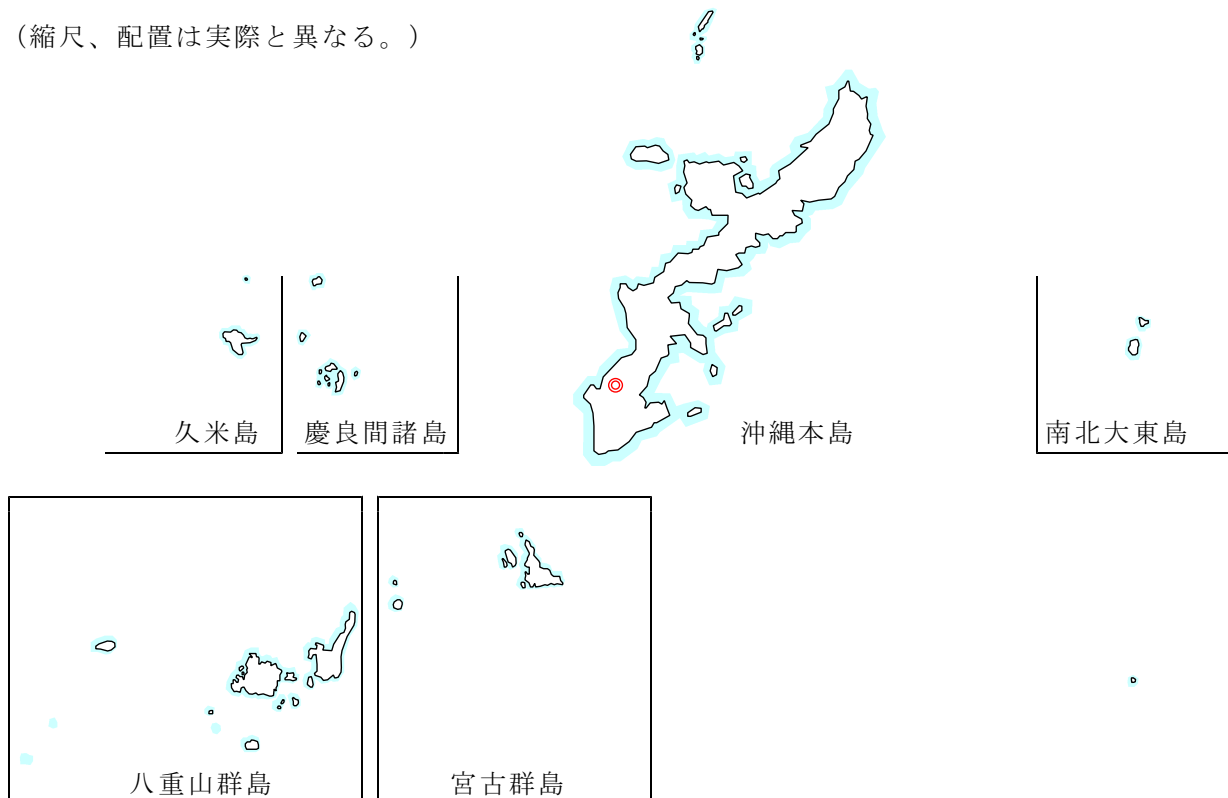 （縮尺、配置は実際と異なる。）
久米島
慶良間諸島
沖縄本島
南北大東島
八重山群島
宮古群島